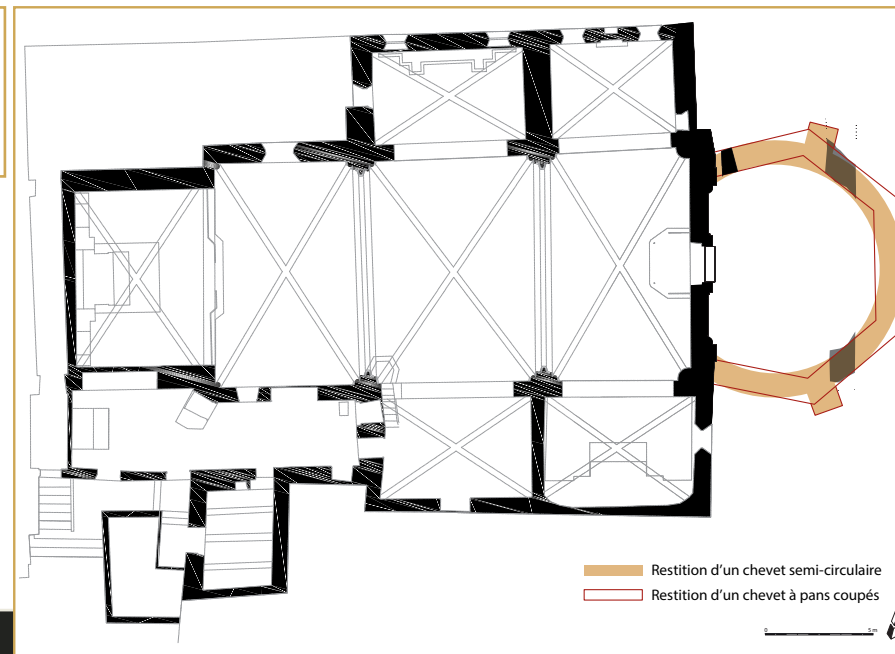 Restition d'un chevet semi-circulaire
Restition d'un chevet à pans coupés
0 5 m